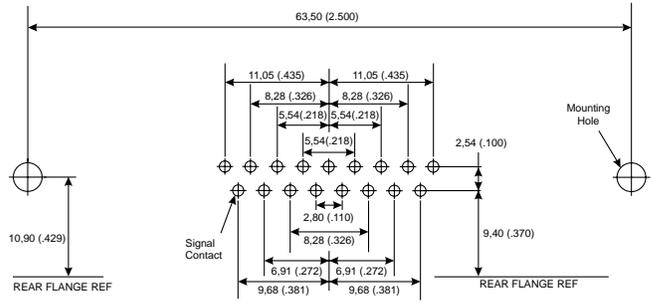 63,50 (2.500)
11,05 (.435)
11,05 (.435)
8,28 (.326)
8,28 (.326)
5,54(.218)
5,54(.218)
5,54(.218)
Mounting
Hole
2,54 (.100)
2,80 (.110)
8,28 (.326)
Signal
Contact
10,90 (.429)
9,40 (.370)
6,91 (.272)
6,91 (.272)
9,68 (.381)
9,68 (.381)
REAR FLANGE REF
REAR FLANGE REF